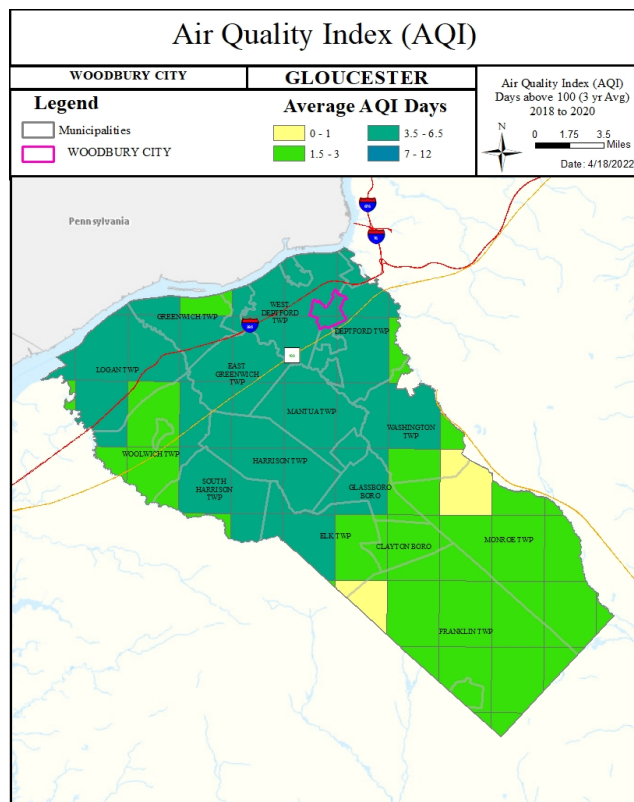 Air Quality Index (AQI)
WOODBURY CITY
GLOUCESTER
Legend
Municipalities
WOODBURY CITY
Average AQI Days
0 - 1
3.5 - 6.5
1.5 - 3
7 - 12
Air Quality Index (AQI)
Days above 100 (3 yr Avg)
2018 to 2020
N
0 1.75 3.5
Miles
Date: 4/18/2022
Pennsylvania
GREENWICH TWP
WEST
DEPTFORD
TWP
DEPTFORD TWP
LOGAN TWP
EAST
GREENWICH
TWP
MANTUA TWP
WASHINGTON
TWP
WOOLWICH TWP
HARRISON TWP
SOUTH
HARRISON
TWP
GLASSBORO
BORO
ELK TWP
CLAYTON BORO
MONROE TWP
FRANKLIN TWP